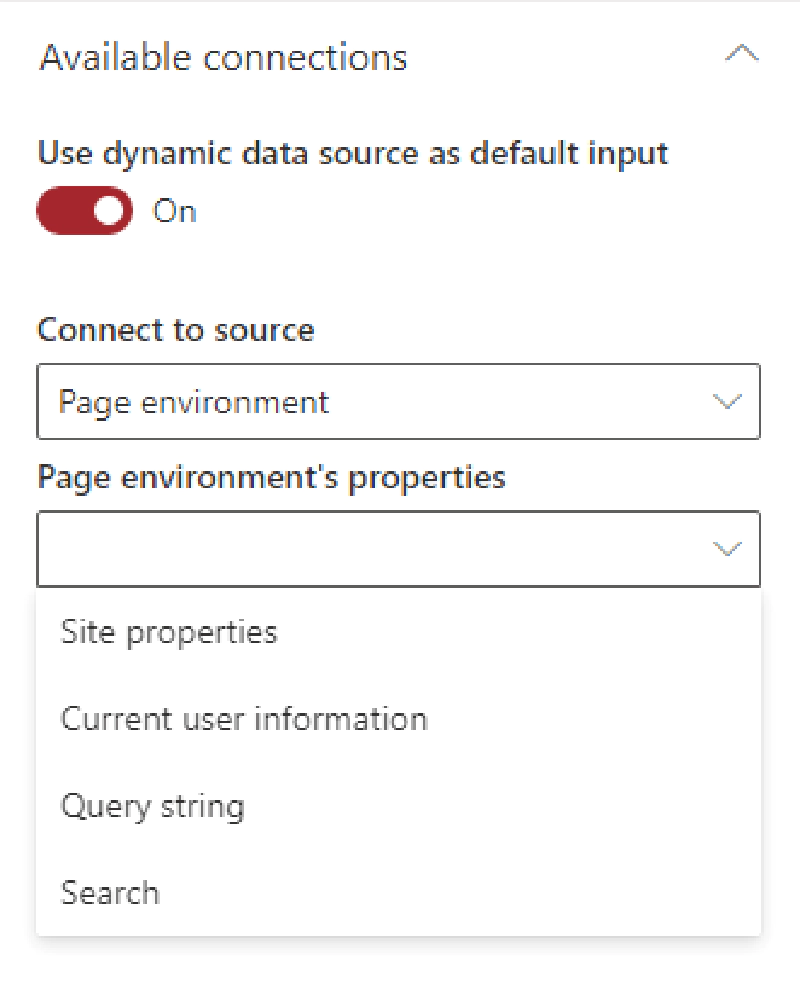 Available connections
Use dynamic data source as default input
On
Connect to source
Page environment
Page environment's properties
Site properties
Current user information
Query string
Search